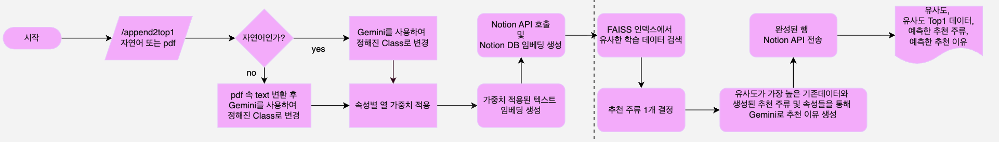 시작
/append2top1
자연어 또는 pdf
자연어인가?
yes
no
Gemini를 사용하여
정해진 Class로 변경
pdf 속 text 변환 후
Gemini를 사용하여
정해진 Class로 변경
속성별 열 가중치 적용
가중치 적용된 텍스트
임베딩 생성
Notion API 호출
및
Notion DB 임베딩 생성
FAISS 인덱스에서
유사한 학습 데이터 검색
추천 주류 1개 결정
유사도가 가장 높은 기존데이터와
생성된 추천 주류 및 속성들을 통해
Gemini로 추천 이유 생성
완성된 행
Notion API 전송
유사도,
유사도 Top1 데이터,
예측한 추천 주류,
예측한 추천 이유